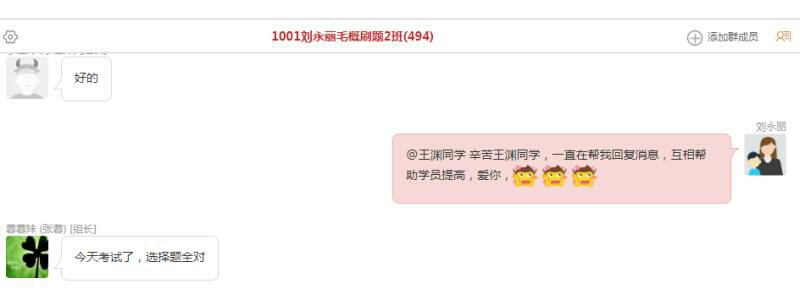 1001刘永丽毛概刷题2班(494)
添加群成员
好的
刘永丽
@王渊同学 辛苦王渊同学，一直在帮我回复消息，互相帮
助学员提高，爱你，
蓉蓉妹 (张蓉) [组长]
今天考试了，选择题全对